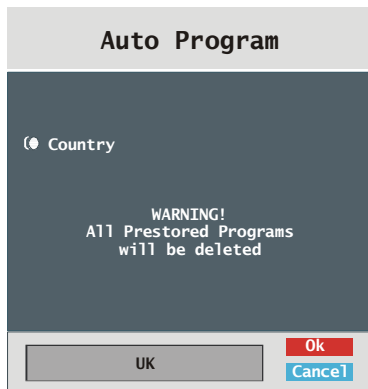 Auto Program
Country
WARNING!
All Prestored Programs
will be deleted
UK
Ok
Cancel